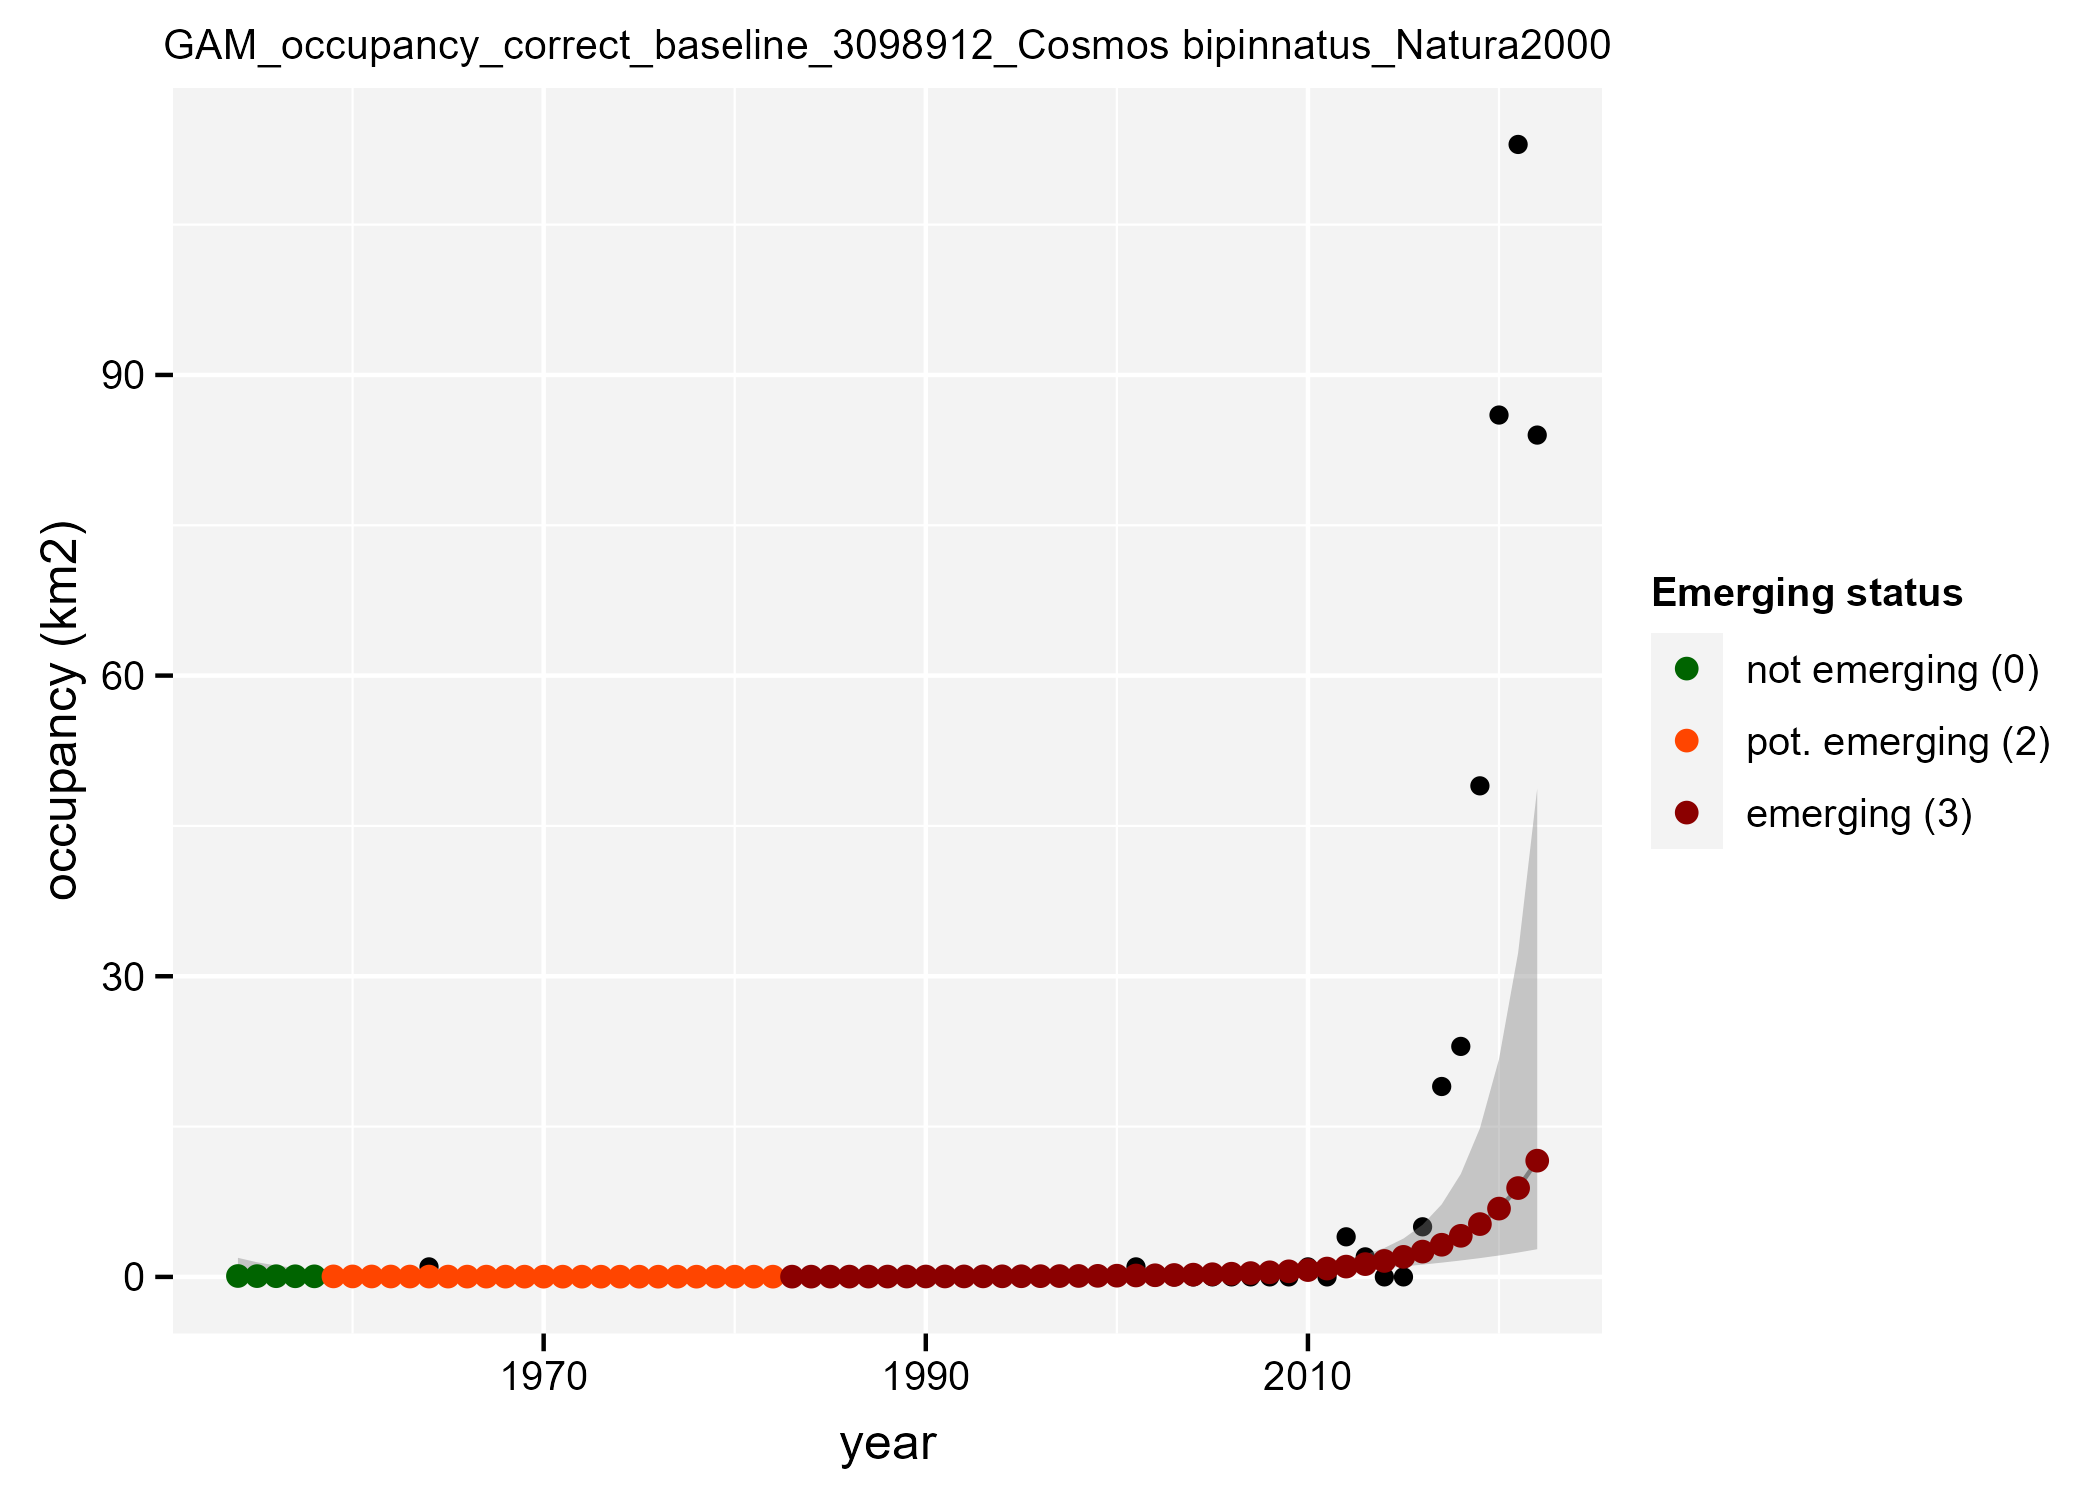 GAM_occupancy_correct_baseline_3098912_Cosmos bipinnatus_Natura2000
90
60
30
0
occupancy (km2)
1970
1990
2010
year
Emerging status
not emerging (0)
pot. emerging (2)
emerging (3)